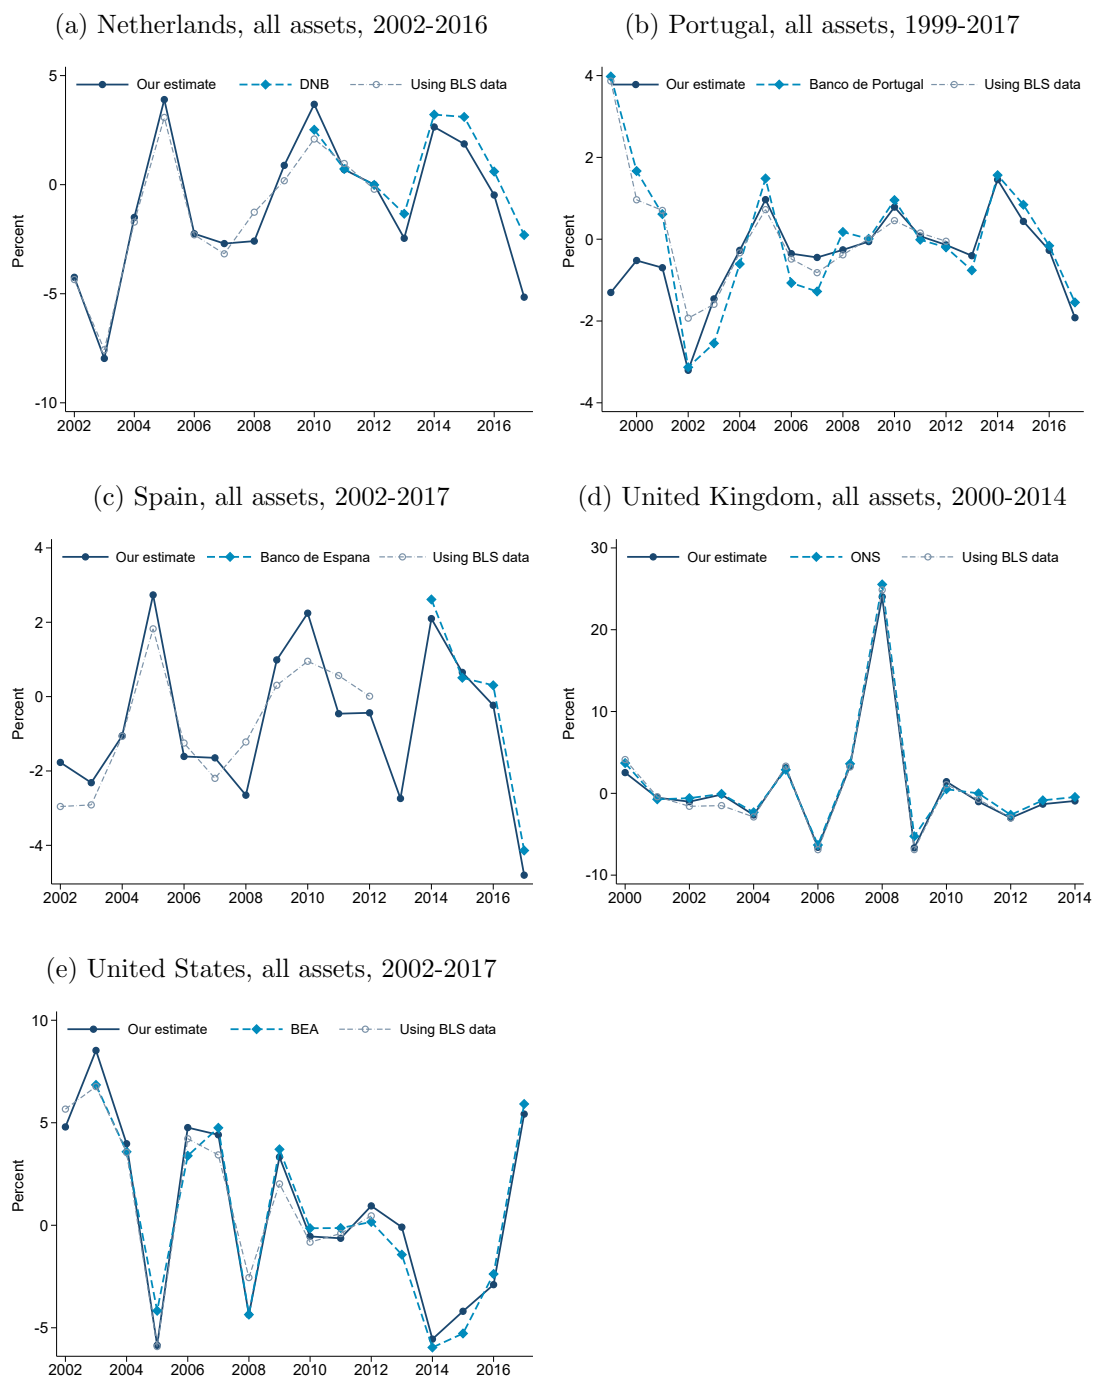 (a) Netherlands, all assets, 2002-2016
5
0
-5
-10
Percent
Our estimate DNB Using BLS data
2002 2004 2006 2008 2010 2012 2014 2016
(b) Portugal, all assets, 1999-2017
4
2
0
-2
-4
Percent
Our estimate Banco de Portugal Using BLS data
2000 2002 2004 2006 2008 2010 2012 2014 2016
(c) Spain, all assets, 2002-2017
4
2
0
-2
-4
Percent
Our estimate Banco de Espana Using BLS data
2002 2004 2006 2008 2010 2012 2014 2016
(d) United Kingdom, all assets, 2000-2014
30
20
10
0
-10
Percent
Our estimate ONS Using BLS data
2000 2002 2004 2006 2008 2010 2012 2014
(e) United States, all assets, 2002-2017
10
5
0
-5
Percent
Our estimate BEA Using BLS data
2002 2004 2006 2008 2010 2012 2014 2016